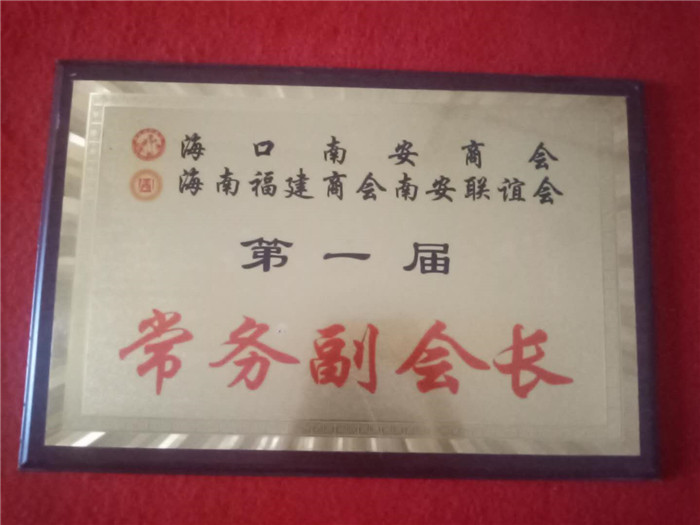 海口南安商会
海南福建商会南安联谊会
第一届
常务副会长